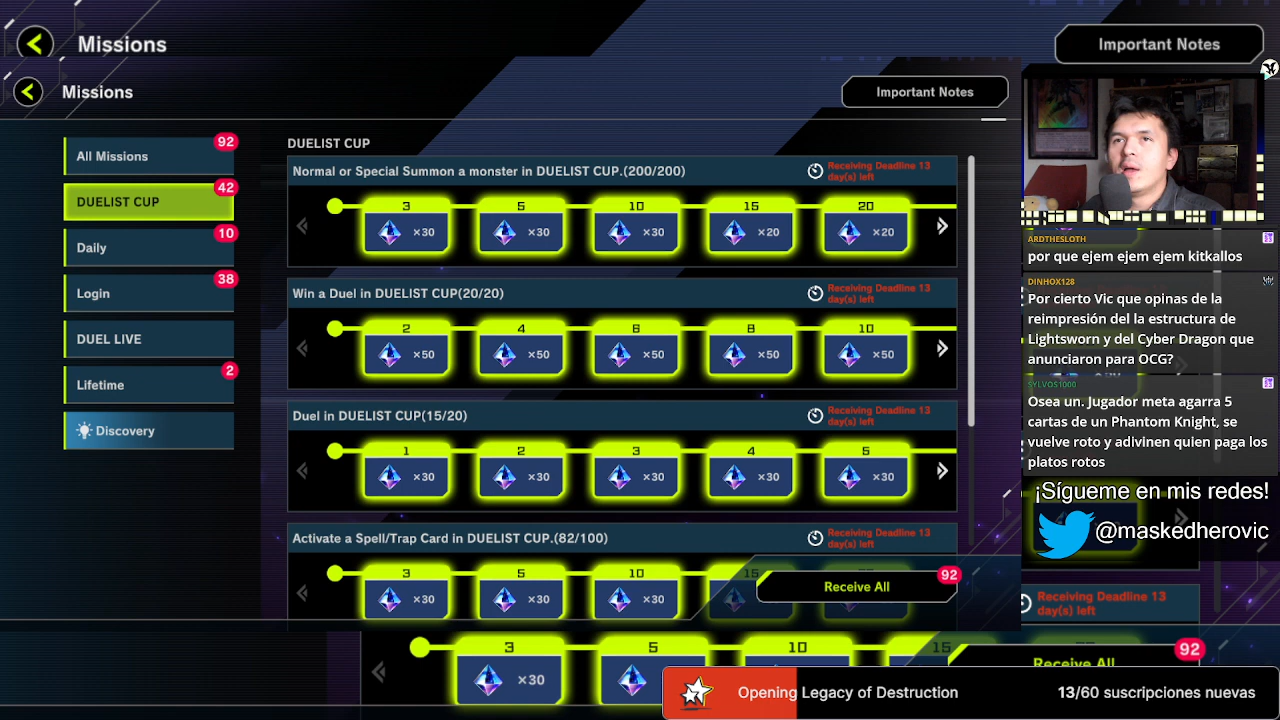 Missions
Important Notes
Missions
Important Notes
All Missions
92
DUELIST CUP
42
Daily
10
Login
38
DUEL LIVE
Lifetime
2
Discovery
DUELIST CUP
Normal or Special Summon a monster in DUELIST CUP.(200/200)
Receiving Deadline 13
day(s) left
3 5 10 15 20
×30 ×30 ×30 ×20 ×20
Win a Duel in DUELIST CUP(20/20)
Receiving Deadline 13
day(s) left
2 4 6 8 10
×50 ×50 ×50 ×50 ×50
Duel in DUELIST CUP(15/20)
Receiving Deadline 13
day(s) left
1 2 3 4 5
×30 ×30 ×30 ×30 ×30
Activate a Spell/Trap Card in DUELIST CUP.(82/100)
Receiving Deadline 13
day(s) left
3 5 10 15
×30 ×30 ×30
Receive All
92
ARDTHESLOTH
por que ejem ejem ejem kitkallos
DINHOX128
Por cierto Vic que opinas de la
reimpresión del la estructura de
Lightsworn y del Cyber Dragon que
anunciaron para OCG?
SYLVOS1000
Osea un. Jugador meta agarra 5
cartas de un Phantom Knight, se
vuelve roto y adivinen quien paga los
platos rotos
¡Sígueme en mis redes!
@maskedherovic
Receiving Deadline 13
day(s) left
3 5 10 15
×30
Receive All
92
Opening Legacy of Destruction
13/60 suscripciones nuevas